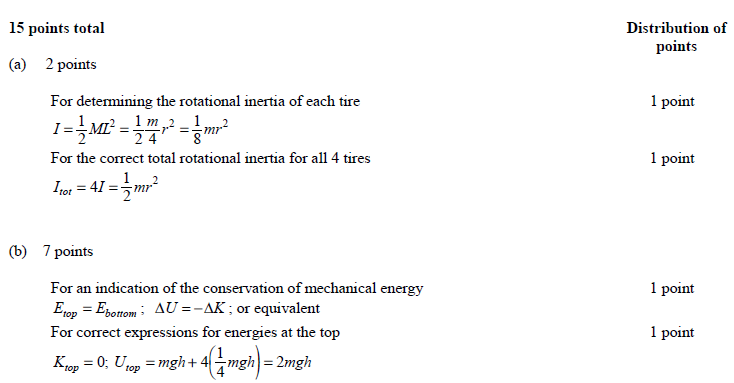 15 points total
Distribution of
points
(a) 2 points
For determining the rotational inertia of each tire
1 point
I = 1/2 ML² = 1/2 m/4 r² = 1/8 mr²
For the correct total rotational inertia for all 4 tires
1 point
I_tot = 4I = 1/2 mr²
(b) 7 points
For an indication of the conservation of mechanical energy
1 point
E_top = E_bottom ; ΔU = −ΔK ; or equivalent
For correct expressions for energies at the top
1 point
K_top = 0; U_top = mgh + 4(1/4 mgh) = 2mgh